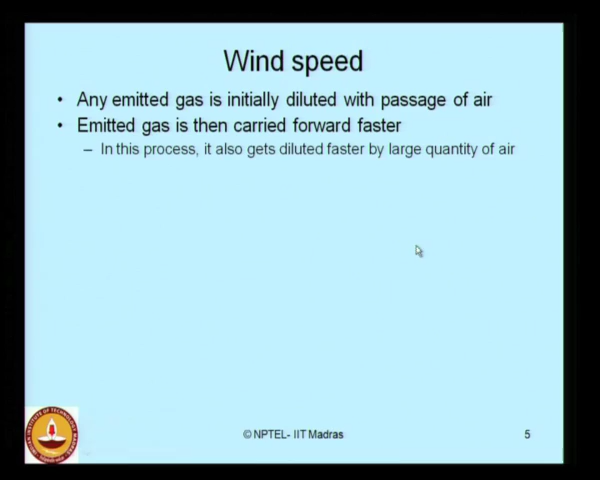 Wind speed
• Any emitted gas is initially diluted with passage of air
• Emitted gas is then carried forward faster
– In this process, it also gets diluted faster by large quantity of air
© NPTEL- IIT Madras
5